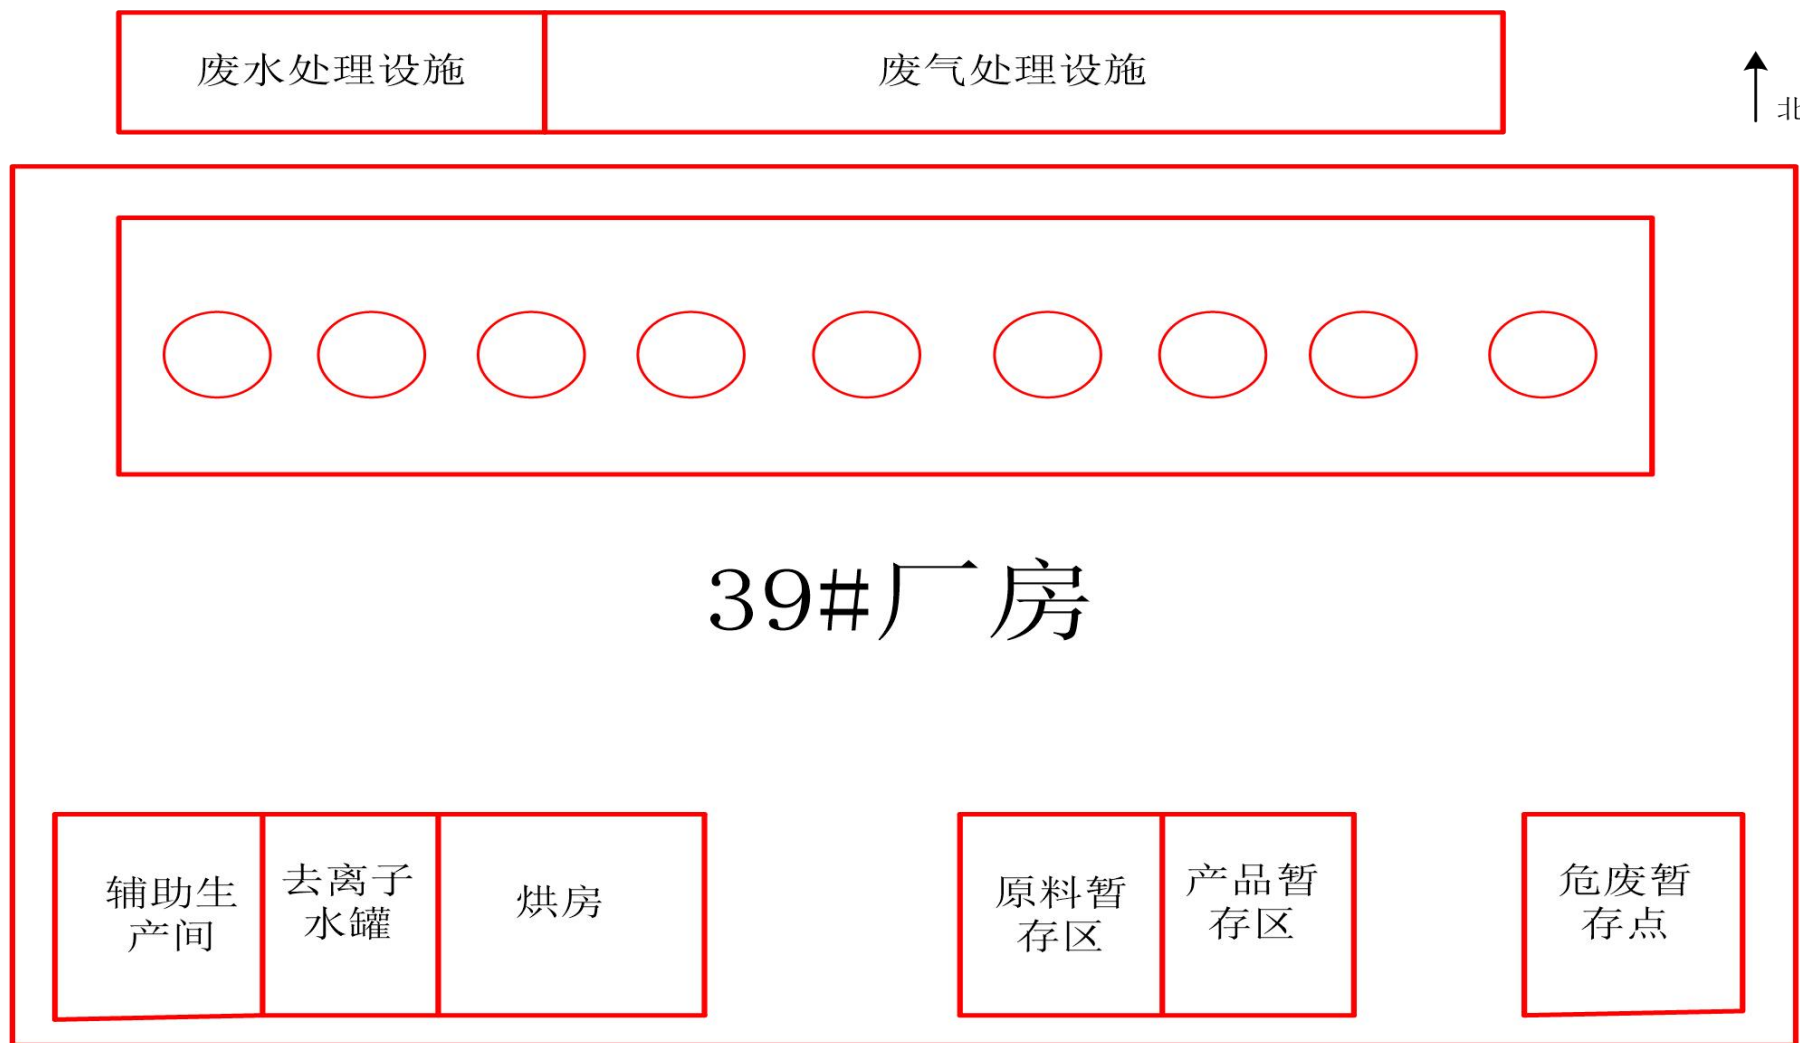 废水处理设施
废气处理设施
北
39#厂房
辅助生
产间
去离子
水罐
烘房
原料暂
存区
产品暂
存区
危废暂
存点